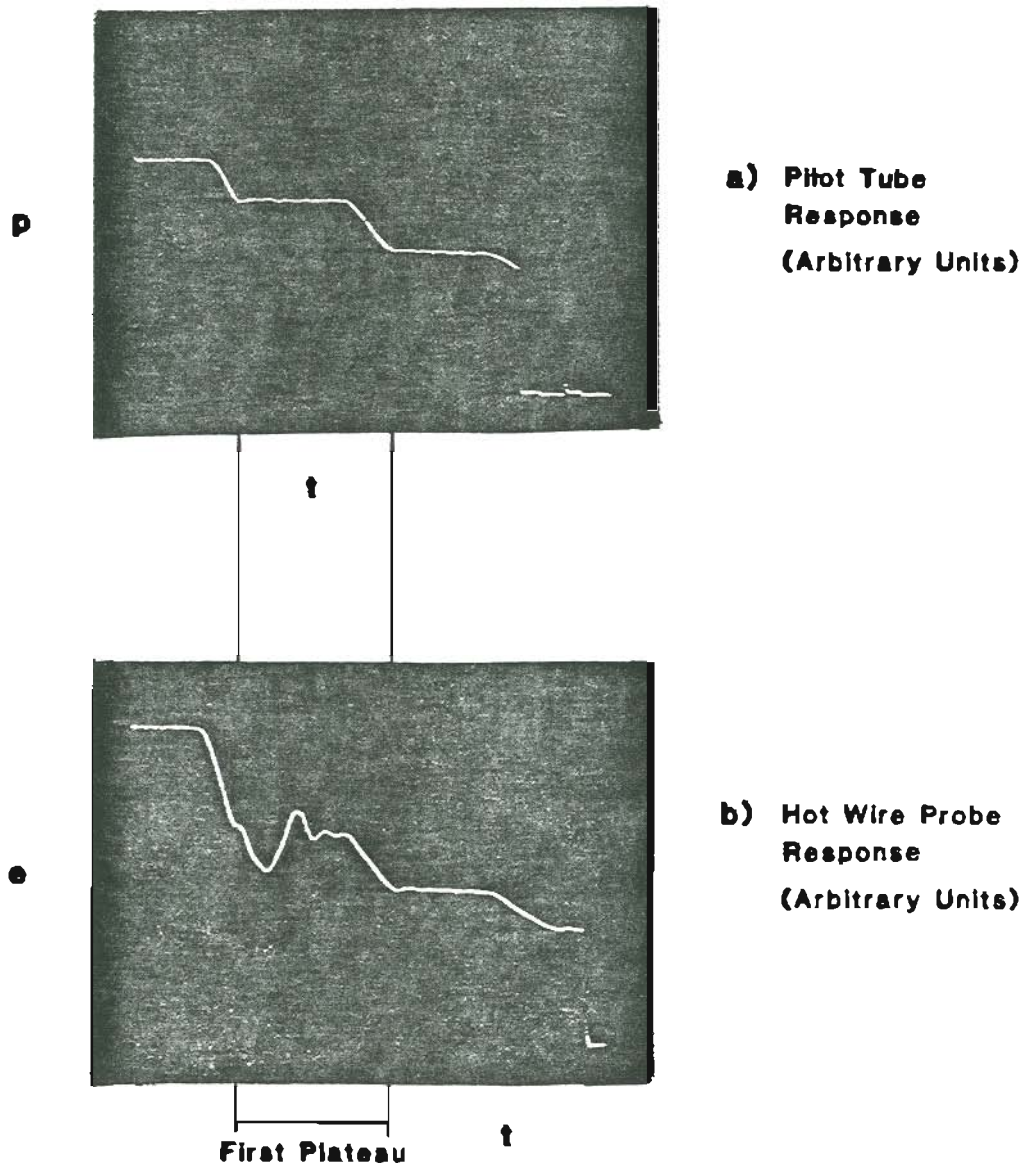 p
a) Pitot Tube
Response
(Arbitrary Units)
t
e
b) Hot Wire Probe
Response
(Arbitrary Units)
First Plateau
t